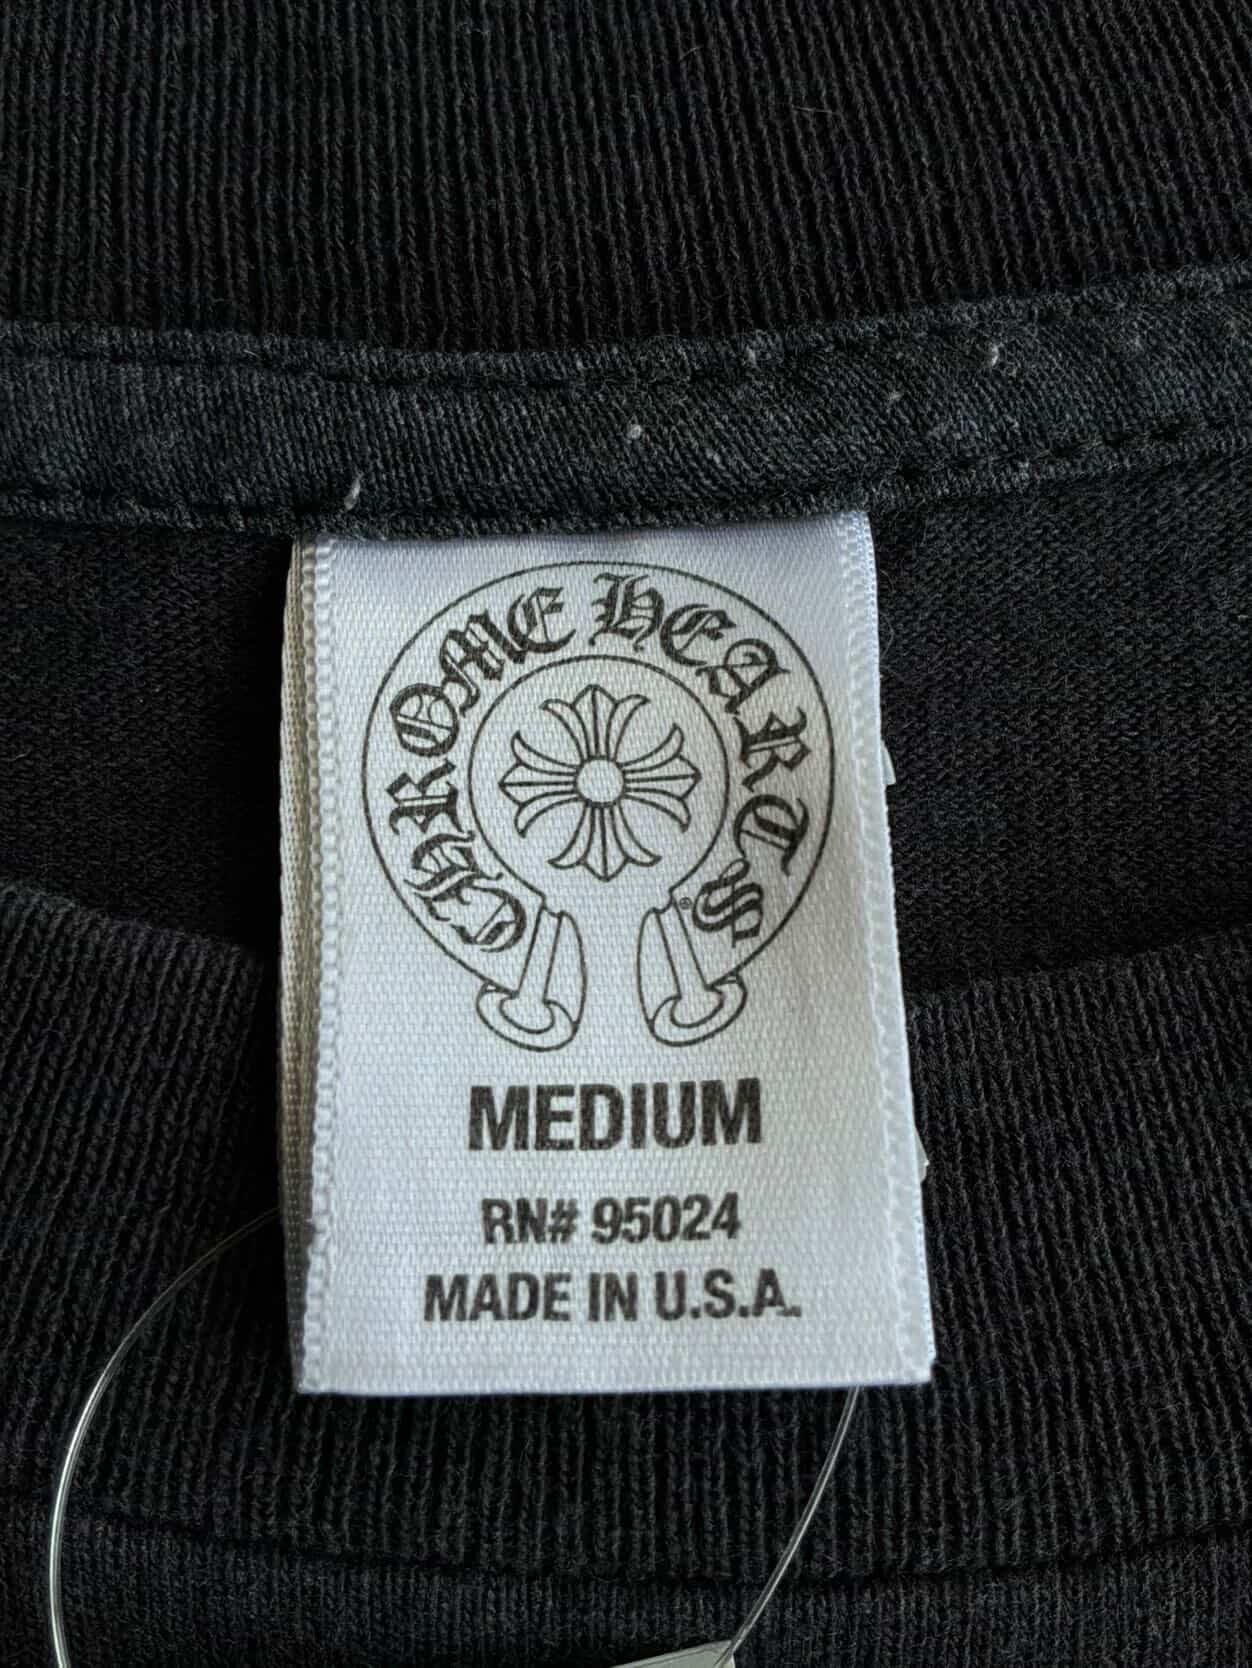 CHROME HEARTS
®
MEDIUM
RN# 95024
MADE IN U.S.A.